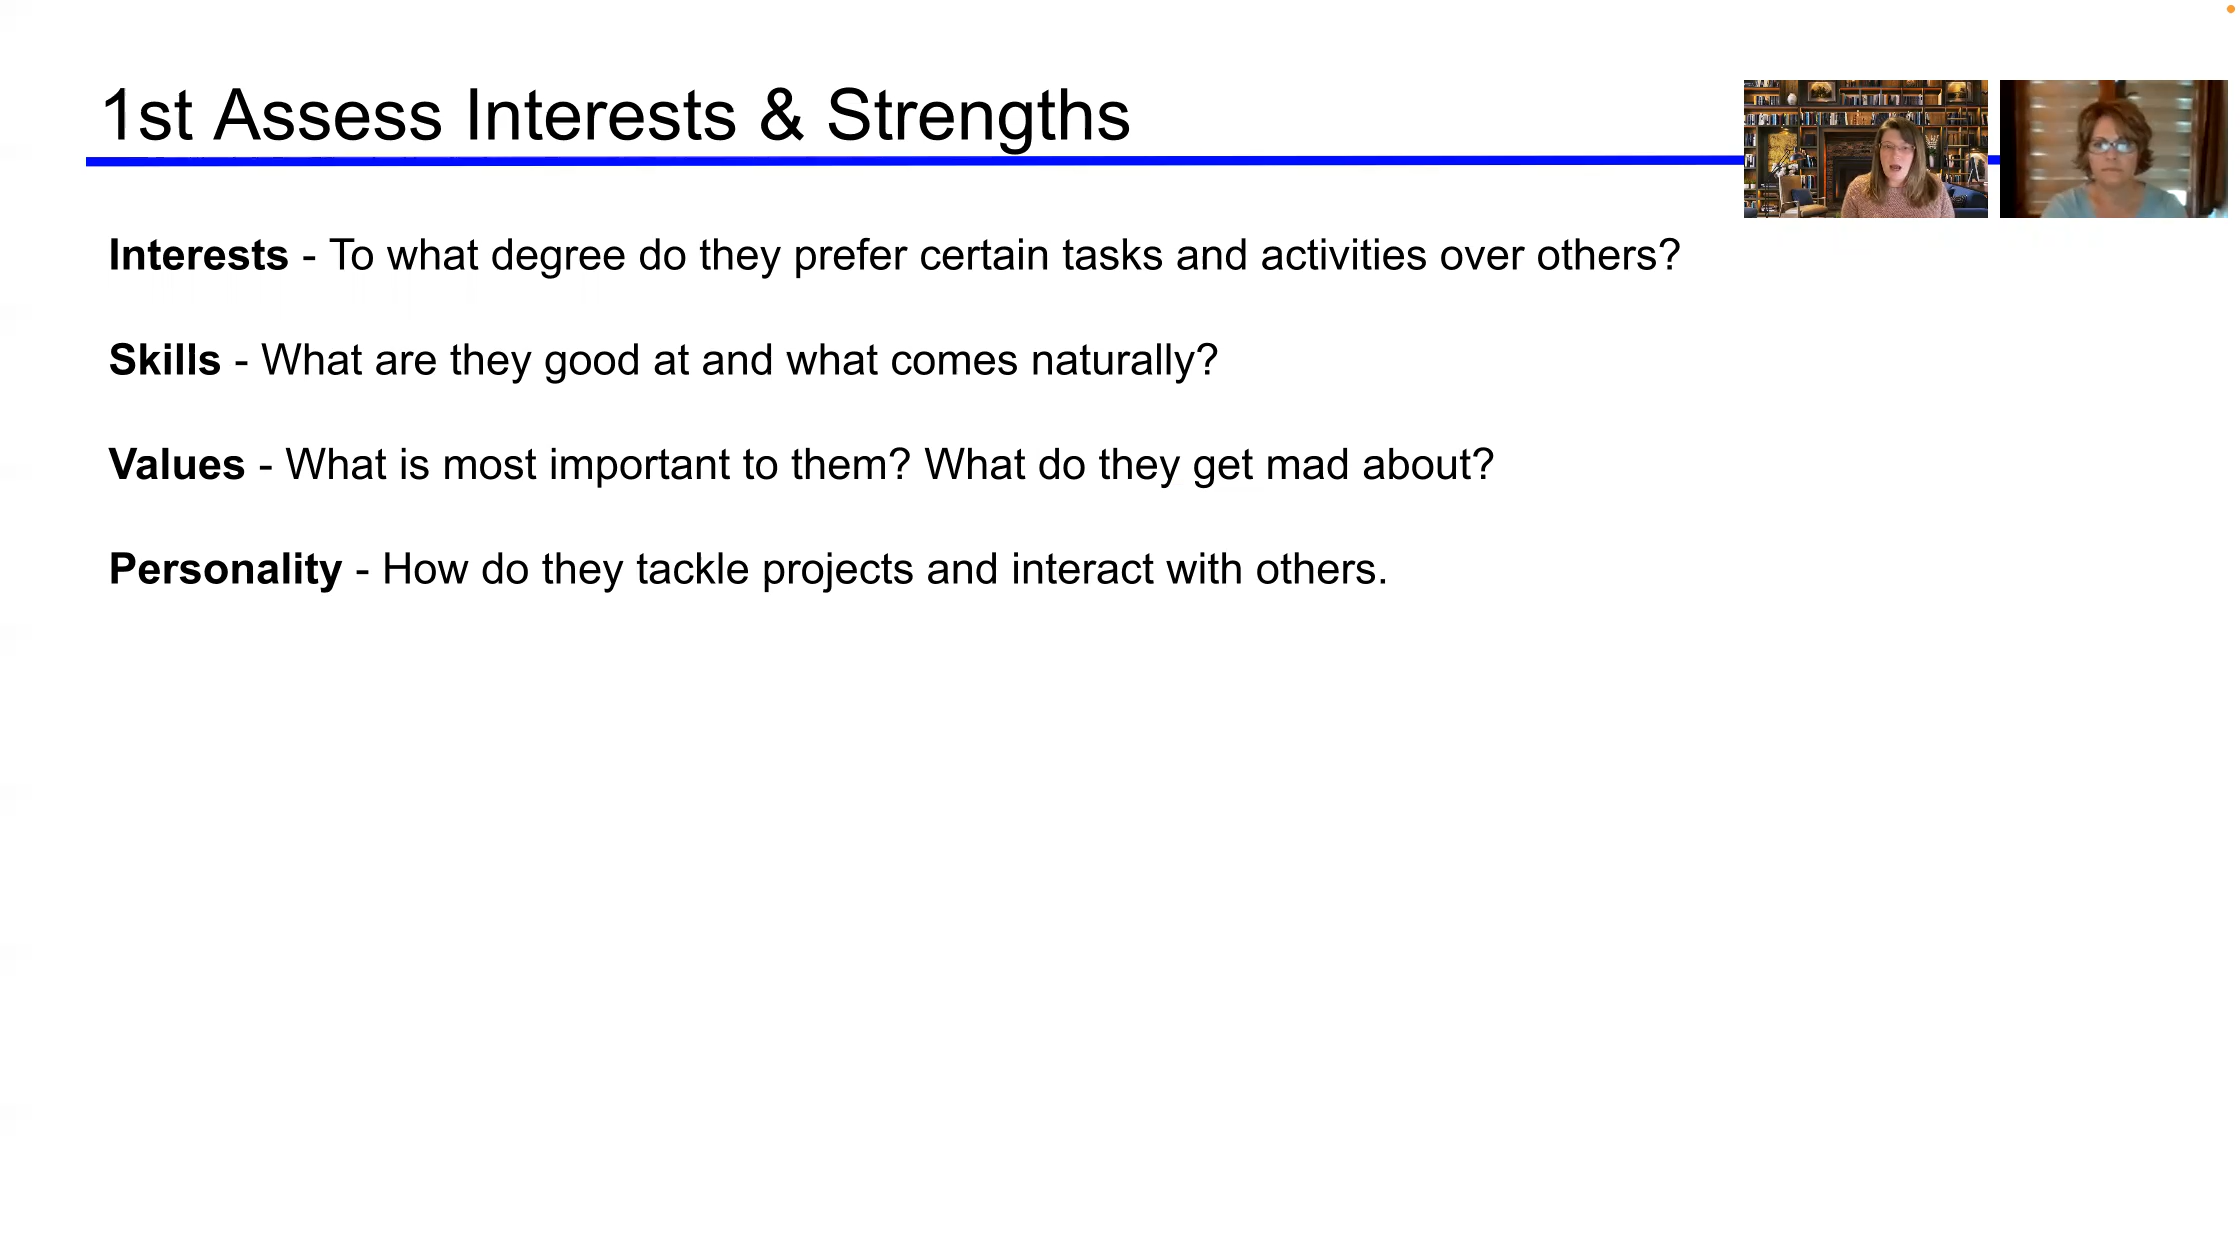 1st Assess Interests & Strengths
Interests - To what degree do they prefer certain tasks and activities over others?
Skills - What are they good at and what comes naturally?
Values - What is most important to them? What do they get mad about?
Personality - How do they tackle projects and interact with others.